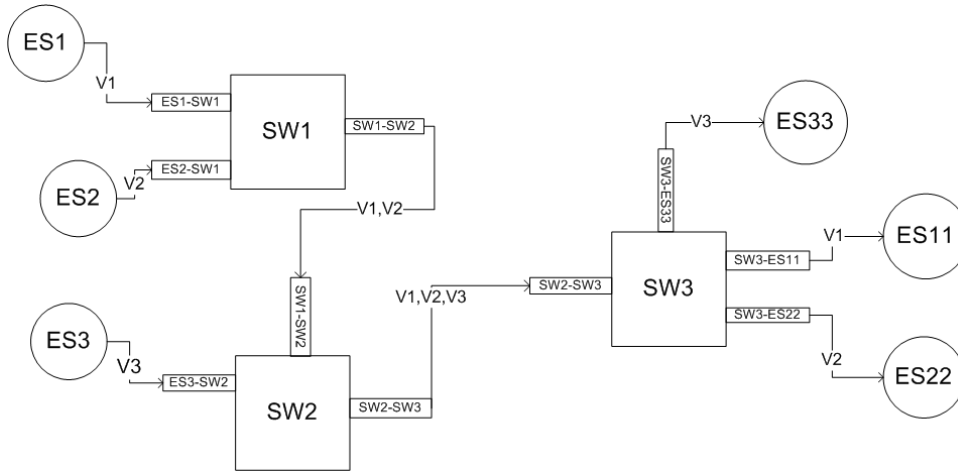 ES1
V1
ES1-SW1
SW1
SW1-SW2
ES2-SW1
V2
ES2
V1,V2
SW1-SW2
ES3
V3
ES3-SW2
SW2
SW2-SW3
V1,V2,V3
SW2-SW3
SW3
SW3-ES33
V3
ES33
SW3-ES11
V1
ES11
SW3-ES22
V2
ES22